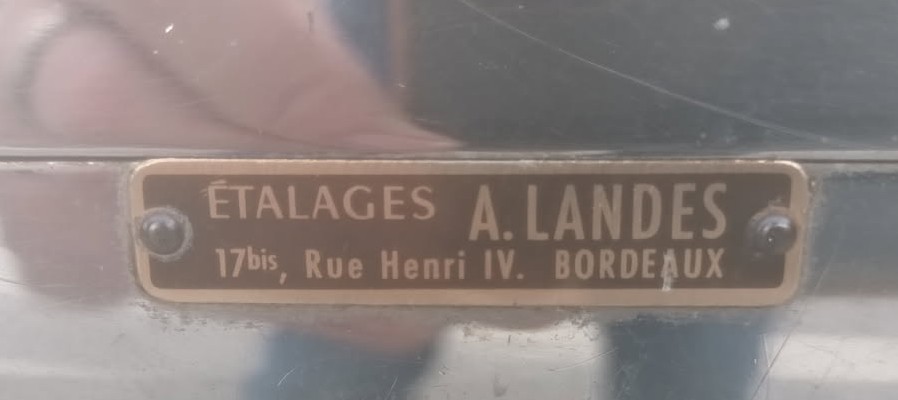 ÉTALAGES A. LANDES
17bis, Rue Henri IV. BORDEAUX